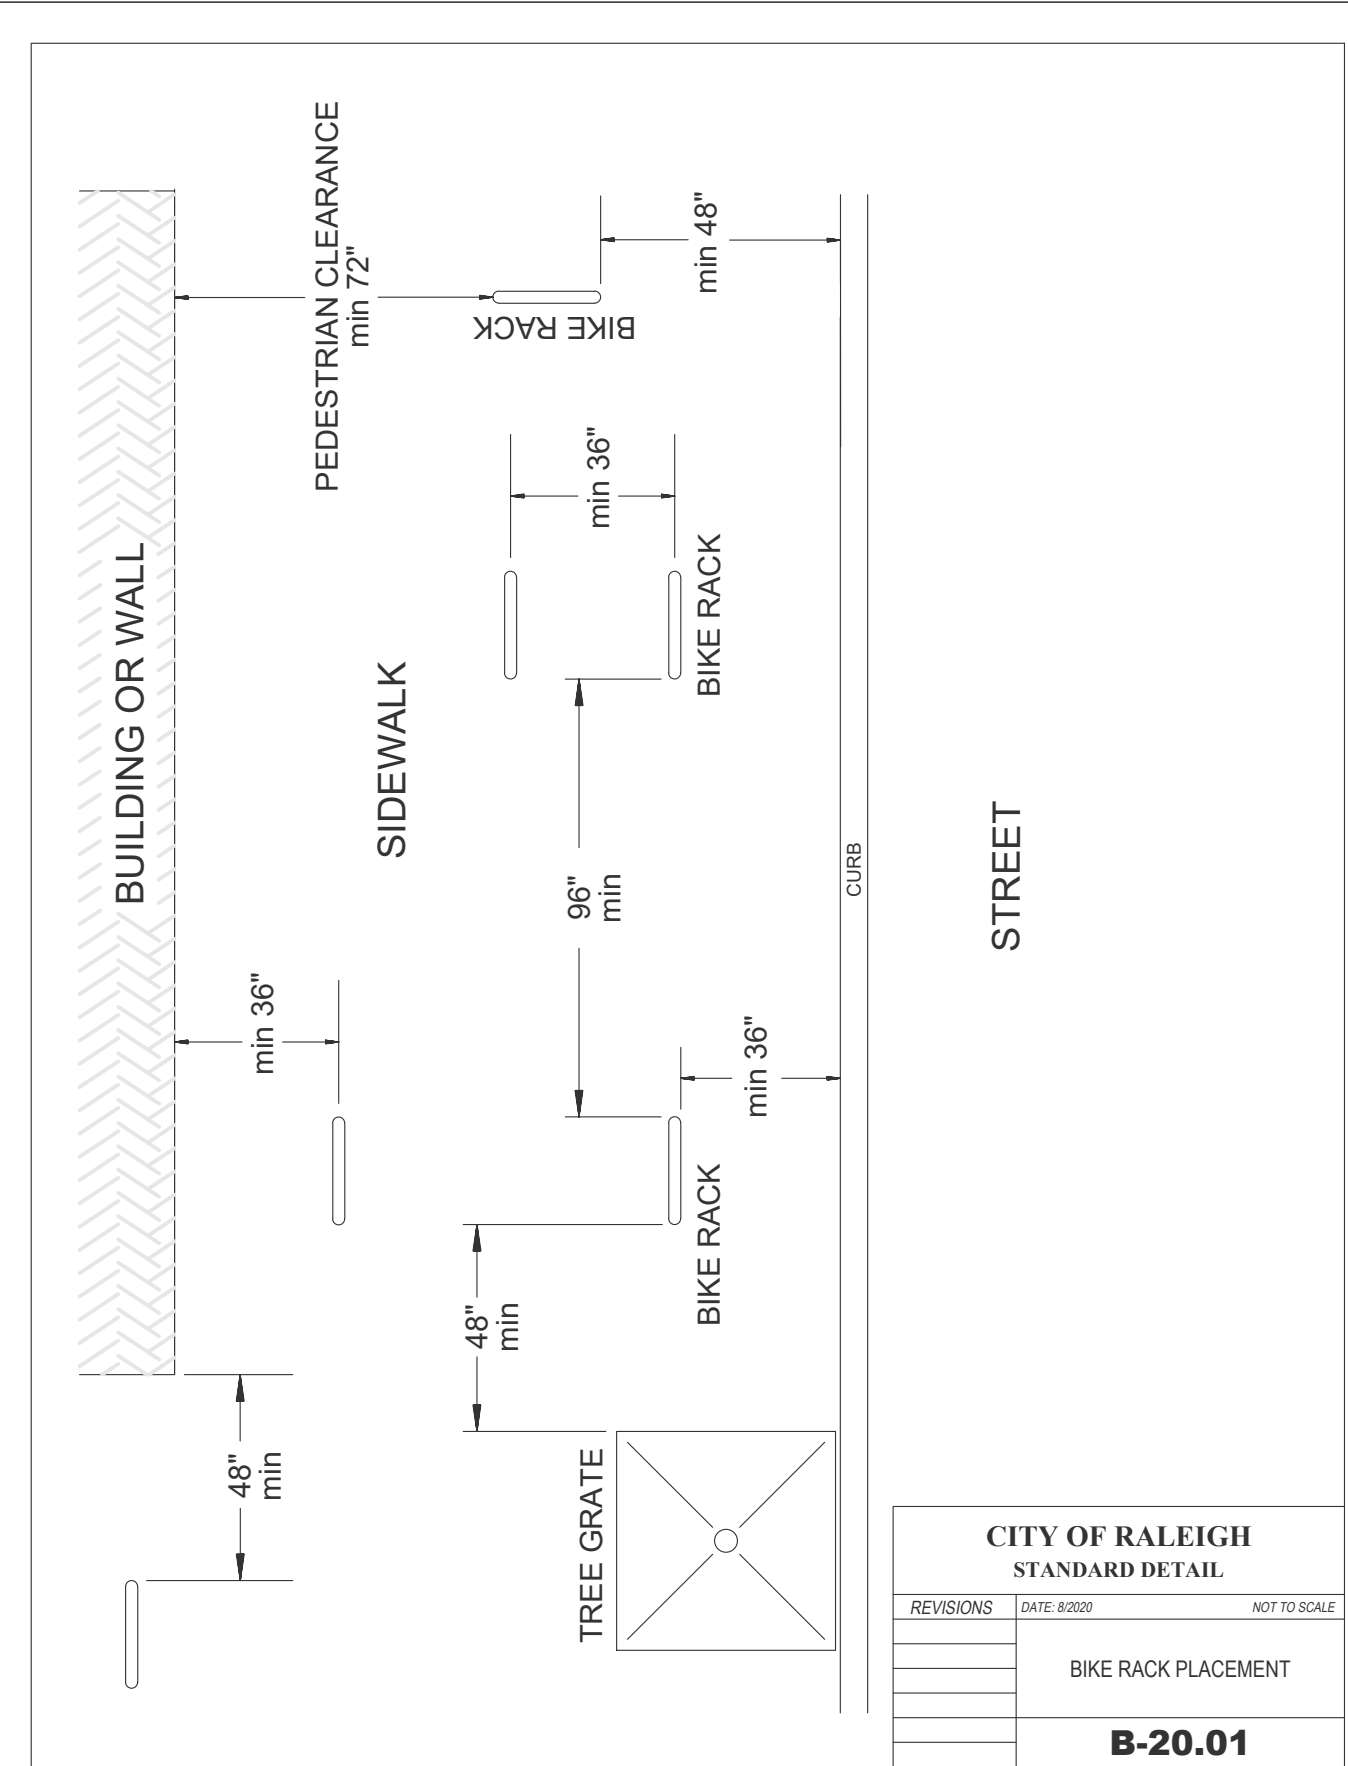 PEDESTRIAN CLEARANCE
min 72"
min 48"
BIKE RACK
min 36"
BIKE RACK
BUILDING OR WALL
SIDEWALK
96"
min
CURB
STREET
min 36"
min 36"
BIKE RACK
48"
min
48"
min
TREE GRATE
CITY OF RALEIGH
STANDARD DETAIL
REVISIONS
DATE: 8/2020
NOT TO SCALE
BIKE RACK PLACEMENT
B-20.01